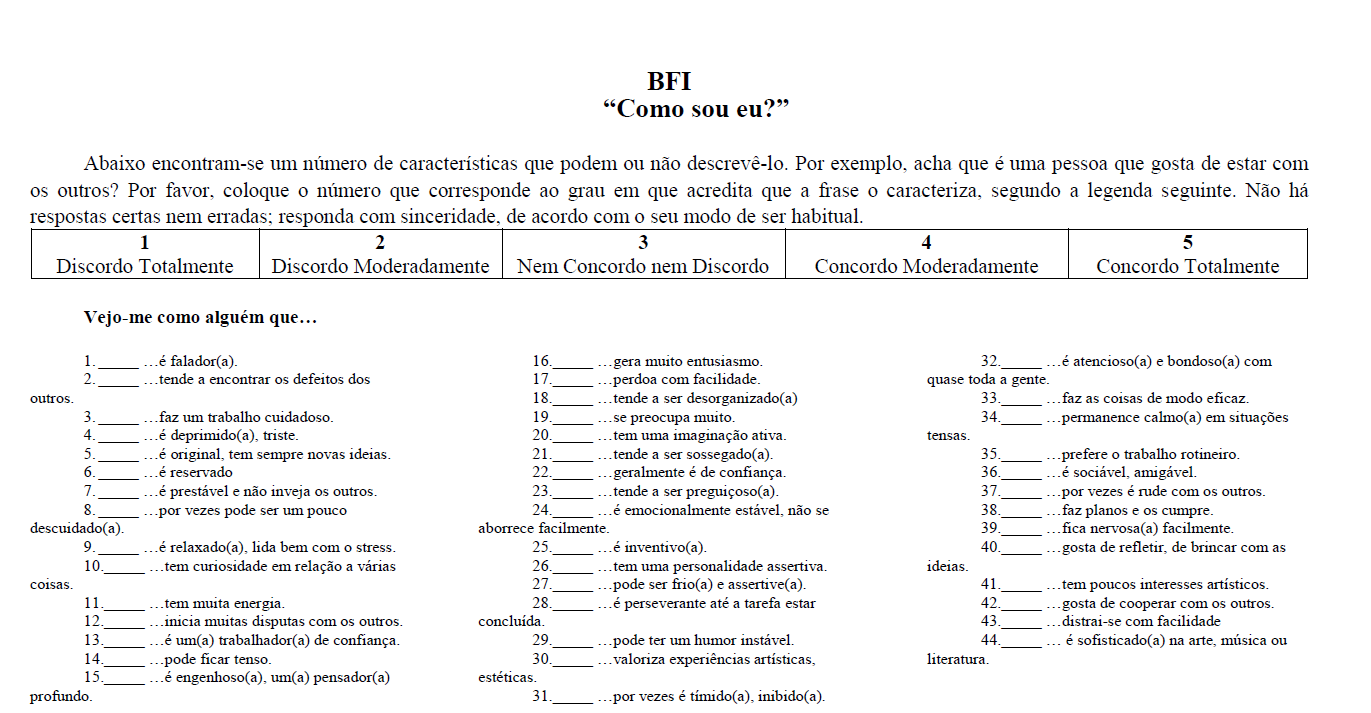 BFI
“Como sou eu?”
Abaixo encontram-se um número de características que podem ou não descrevê-lo. Por exemplo, acha que é uma pessoa que gosta de estar com
os outros? Por favor, coloque o número que corresponde ao grau em que acredita que a frase o caracteriza, segundo a legenda seguinte. Não há
respostas certas nem erradas; responda com sinceridade, de acordo com o seu modo de ser habitual.
1 2 3 4 5
Discordo Totalmente Discordo Moderadamente Nem Concordo nem Discordo Concordo Moderadamente Concordo Totalmente
Vejo-me como alguém que…
1. _____ …é falador(a).
2. _____ …tende a encontrar os defeitos dos
outros.
3. _____ …faz um trabalho cuidadoso.
4. _____ …é deprimido(a), triste.
5. _____ …é original, tem sempre novas ideias.
6. _____ …é reservado
7. _____ …é prestável e não inveja os outros.
8. _____ …por vezes pode ser um pouco
descuidado(a).
9. _____ …é relaxado(a), lida bem com o stress.
10._____ …tem curiosidade em relação a várias
coisas.
11._____ …tem muita energia.
12._____ …inicia muitas disputas com os outros.
13._____ …é um(a) trabalhador(a) de confiança.
14._____ …pode ficar tenso.
15._____ …é engenhoso(a), um(a) pensador(a)
profundo.
16._____ …gera muito entusiasmo.
17._____ …perdoa com facilidade.
18._____ …tende a ser desorganizado(a)
19._____ …se preocupa muito.
20._____ …tem uma imaginação ativa.
21._____ …tende a ser sossegado(a).
22._____ …geralmente é de confiança.
23._____ …tende a ser preguiçoso(a).
24._____ …é emocionalmente estável, não se
aborrece facilmente.
25._____ …é inventivo(a).
26._____ …tem uma personalidade assertiva.
27._____ …pode ser frio(a) e assertive(a).
28._____ …é perseverante até a tarefa estar
concluída.
29._____ …pode ter um humor instável.
30._____ …valoriza experiências artísticas,
estéticas.
31._____ …por vezes é tímido(a), inibido(a).
32._____ …é atencioso(a) e bondoso(a) com
quase toda a gente.
33._____ …faz as coisas de modo eficaz.
34._____ …permanence calmo(a) em situações
tensas.
35._____ …prefere o trabalho rotineiro.
36._____ …é sociável, amigável.
37._____ …por vezes é rude com os outros.
38._____ …faz planos e os cumpre.
39._____ …fica nervosa(a) facilmente.
40._____ …gosta de refletir, de brincar com as
ideias.
41._____ …tem poucos interesses artísticos.
42._____ …gosta de cooperar com os outros.
43._____ …distrai-se com facilidade
44._____ … é sofisticado(a) na arte, música ou
literatura.